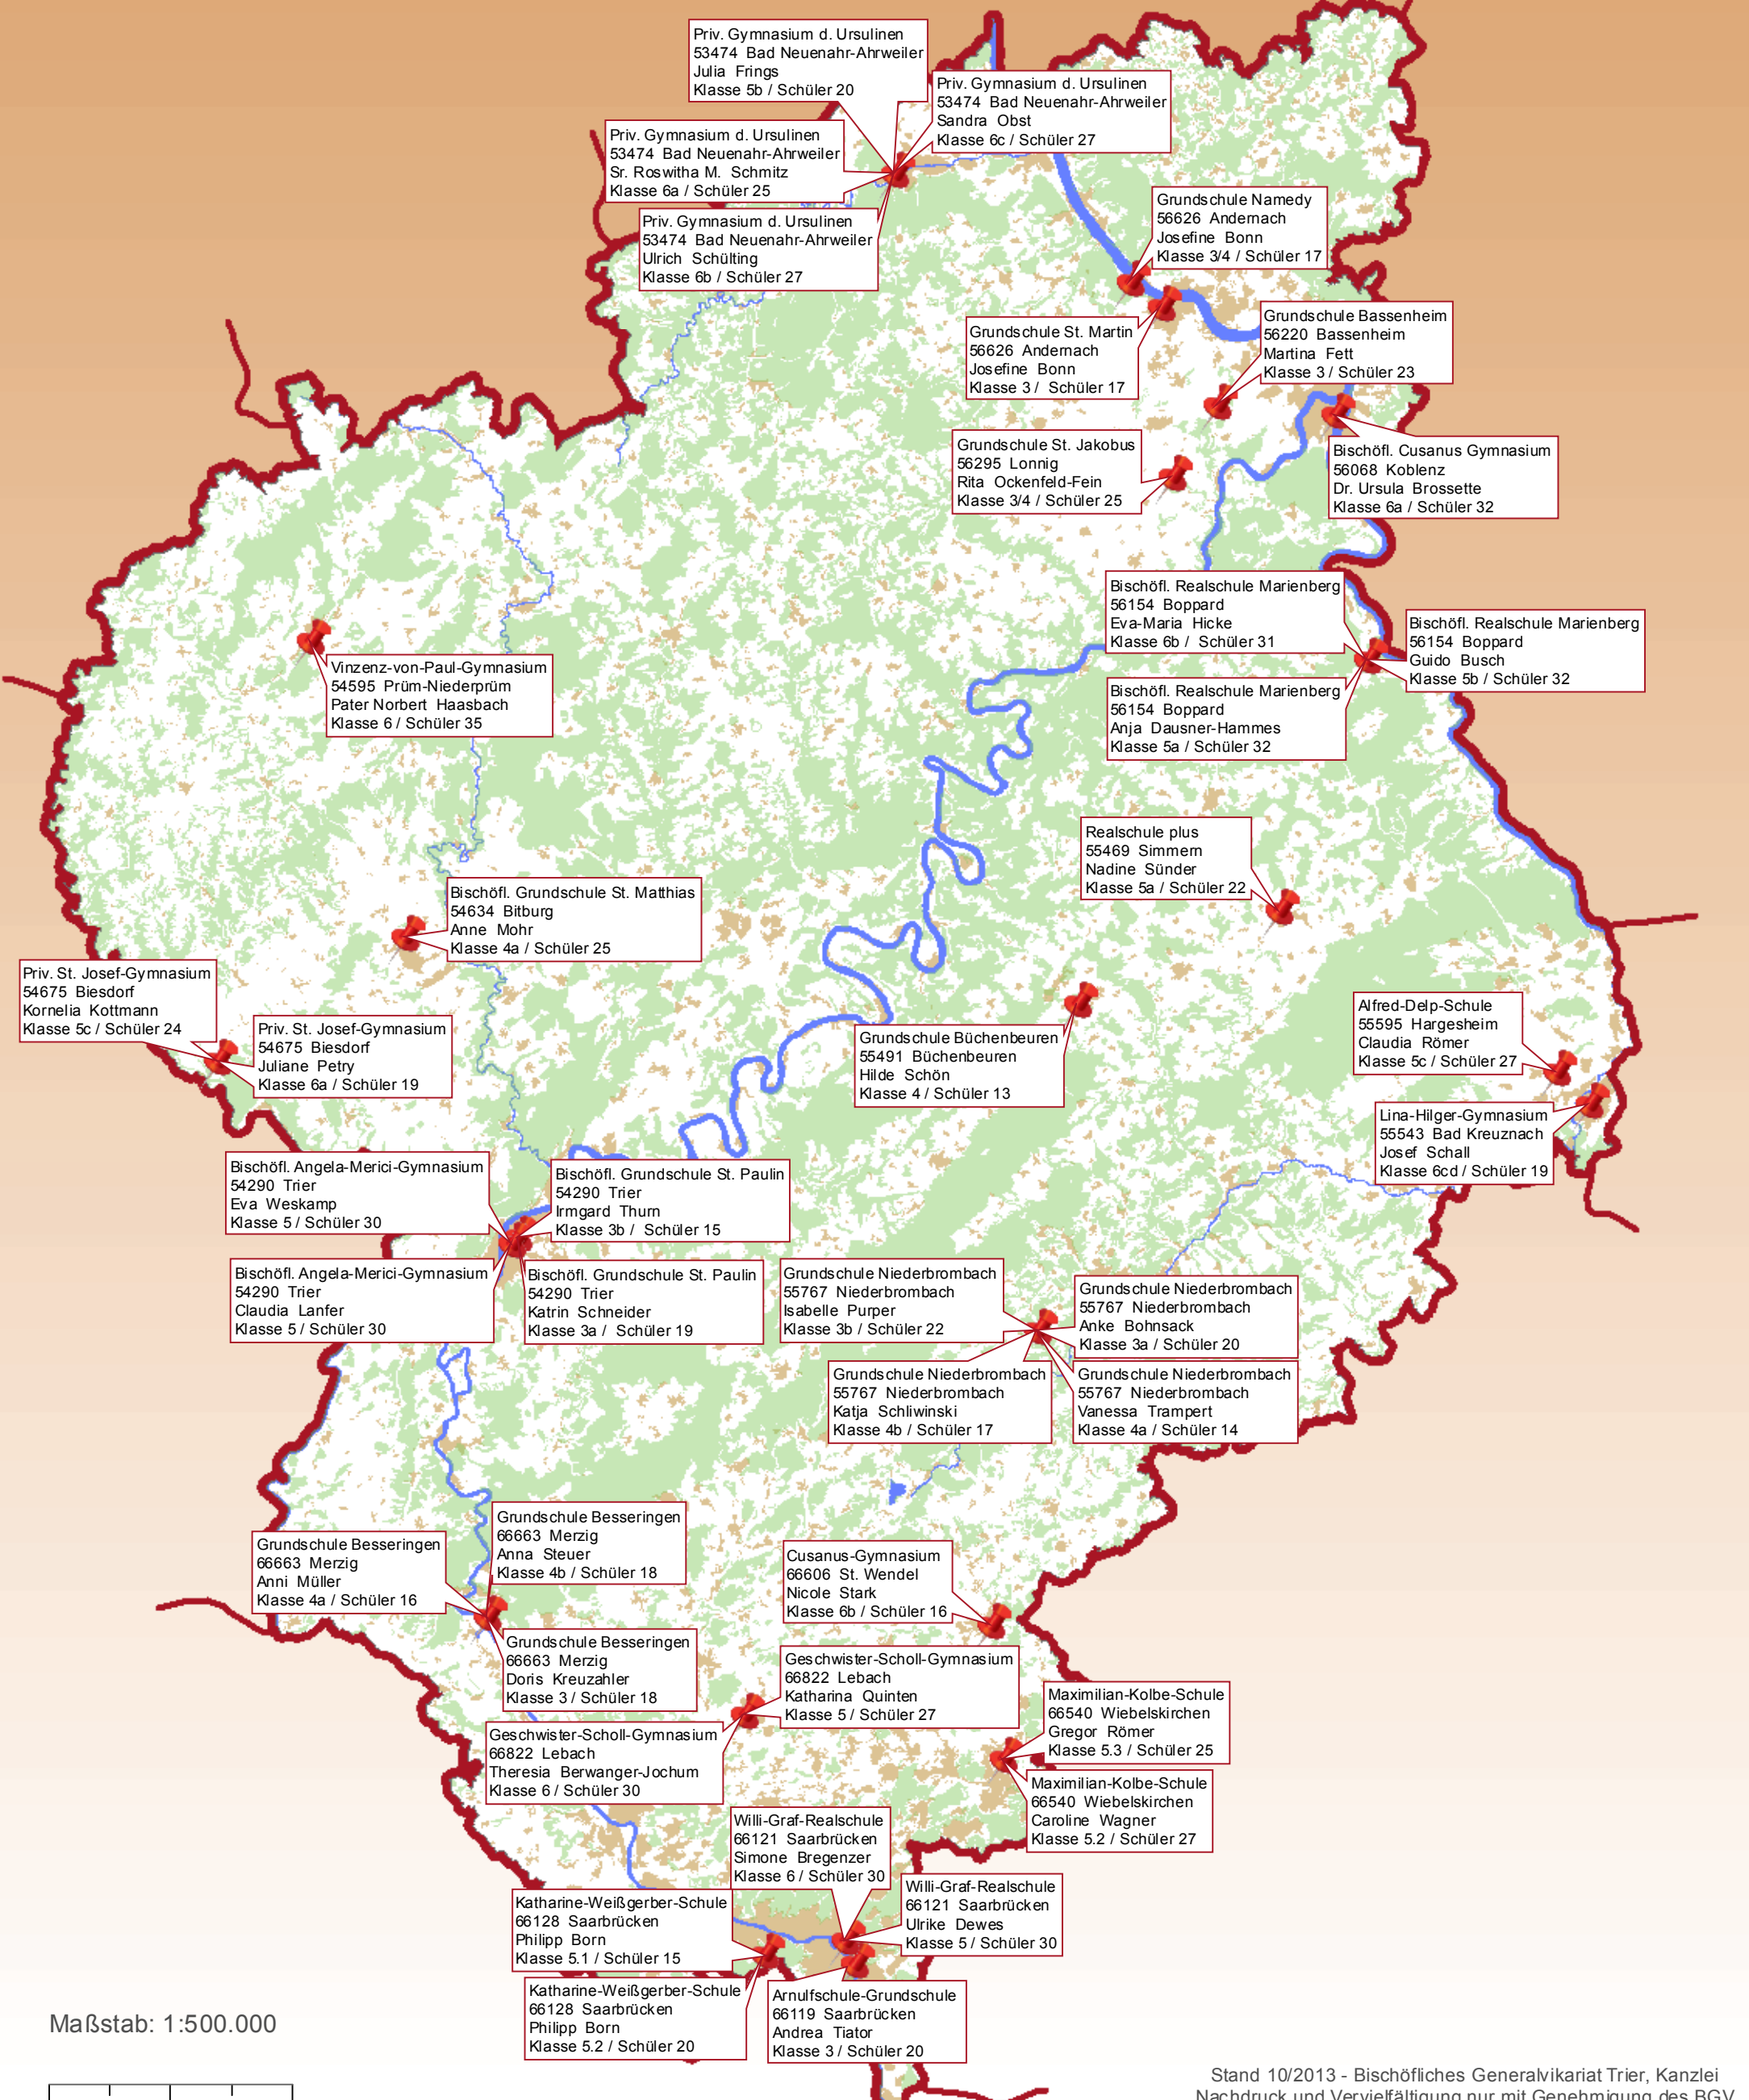 Priv. Gymnasium d. Ursulinen
53474 Bad Neuenahr-Ahrweiler
Julia Frings
Klasse 5b / Schüler 20
Priv. Gymnasium d. Ursulinen
53474 Bad Neuenahr-Ahrweiler
Sandra Obst
Klasse 6c / Schüler 27
Priv. Gymnasium d. Ursulinen
53474 Bad Neuenahr-Ahrweiler
Sr. Roswitha M. Schmitz
Klasse 6a / Schüler 25
Priv. Gymnasium d. Ursulinen
53474 Bad Neuenahr-Ahrweiler
Ulrich Schülting
Klasse 6b / Schüler 27
Grundschule Namedy
56626 Andernach
Josefine Bonn
Klasse 3/4 / Schüler 17
Grundschule St. Martin
56626 Andernach
Josefine Bonn
Klasse 3 / Schüler 17
Grundschule Bassenheim
56220 Bassenheim
Martina Fett
Klasse 3 / Schüler 23
Grundschule St. Jakobus
56295 Lonnig
Rita Ockenfeld-Fein
Klasse 3/4 / Schüler 25
Bischöfl. Cusanus Gymnasium
56068 Koblenz
Dr. Ursula Brossette
Klasse 6a / Schüler 32
Bischöfl. Realschule Marienberg
56154 Boppard
Eva-Maria Hicke
Klasse 6b / Schüler 31
Bischöfl. Realschule Marienberg
56154 Boppard
Guido Busch
Klasse 5b / Schüler 32
Bischöfl. Realschule Marienberg
56154 Boppard
Anja Dausner-Hammes
Klasse 5a / Schüler 32
Vinzenz-von-Paul-Gymnasium
54595 Prüm-Niederprüm
Pater Norbert Haasbach
Klasse 6 / Schüler 35
Realschule plus
55469 Simmern
Nadine Sünder
Klasse 5a / Schüler 22
Bischöfl. Grundschule St. Matthias
54634 Bitburg
Anne Mohr
Klasse 4a / Schüler 25
Priv. St. Josef-Gymnasium
54675 Biesdorf
Kornelia Kottmann
Klasse 5c / Schüler 24
Priv. St. Josef-Gymnasium
54675 Biesdorf
Juliane Petry
Klasse 6a / Schüler 19
Grundschule Büchenbeuren
55491 Büchenbeuren
Hilde Schön
Klasse 4 / Schüler 13
Alfred-Delp-Schule
55595 Hargesheim
Claudia Römer
Klasse 5c / Schüler 27
Lina-Hilger-Gymnasium
55543 Bad Kreuznach
Josef Schall
Klasse 6cd / Schüler 19
Bischöfl. Angela-Merici-Gymnasium
54290 Trier
Eva Weskamp
Klasse 5 / Schüler 30
Bischöfl. Grundschule St. Paulin
54290 Trier
Irmgard Thurn
Klasse 3b / Schüler 15
Bischöfl. Angela-Merici-Gymnasium
54290 Trier
Claudia Lanfer
Klasse 5 / Schüler 30
Bischöfl. Grundschule St. Paulin
54290 Trier
Katrin Schneider
Klasse 3a / Schüler 19
Grundschule Niederbrombach
55767 Niederbrombach
Isabelle Purper
Klasse 3b / Schüler 22
Grundschule Niederbrombach
55767 Niederbrombach
Anke Bohnsack
Klasse 3a / Schüler 20
Grundschule Niederbrombach
55767 Niederbrombach
Katja Schliwinski
Klasse 4b / Schüler 17
Grundschule Niederbrombach
55767 Niederbrombach
Vanessa Trampert
Klasse 4a / Schüler 14
Grundschule Besseringen
66663 Merzig
Anna Steuer
Klasse 4b / Schüler 18
Grundschule Besseringen
66663 Merzig
Anni Müller
Klasse 4a / Schüler 16
Cusanus-Gymnasium
66606 St. Wendel
Nicole Stark
Klasse 6b / Schüler 16
Grundschule Besseringen
66663 Merzig
Doris Kreuzahler
Klasse 3 / Schüler 18
Geschwister-Scholl-Gymnasium
66822 Lebach
Katharina Quinten
Klasse 5 / Schüler 27
Maximilian-Kolbe-Schule
66540 Wiebelskirchen
Gregor Römer
Klasse 5.3 / Schüler 25
Geschwister-Scholl-Gymnasium
66822 Lebach
Theresia Berwanger-Jochum
Klasse 6 / Schüler 30
Maximilian-Kolbe-Schule
66540 Wiebelskirchen
Caroline Wagner
Klasse 5.2 / Schüler 27
Willi-Graf-Realschule
66121 Saarbrücken
Simone Bregenzer
Klasse 6 / Schüler 30
Willi-Graf-Realschule
66121 Saarbrücken
Ulrike Dewes
Klasse 5 / Schüler 30
Katharine-Weißgerber-Schule
66128 Saarbrücken
Philipp Born
Klasse 5.1 / Schüler 15
Katharine-Weißgerber-Schule
66128 Saarbrücken
Philipp Born
Klasse 5.2 / Schüler 20
Arnulfschule-Grundschule
66119 Saarbrücken
Andrea Tiator
Klasse 3 / Schüler 20
Maßstab: 1:500.000
Stand 10/2013 - Bischöfliches Generalvikariat Trier, Kanzlei
Nachdruck und Vervielfältigung nur mit Genehmigung des BGV